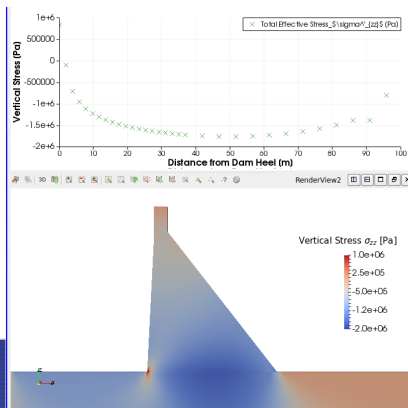 1e+6
Total Effective Stress_$\sigma^'_{zz}$ (Pa)
500000
0
-500000
-1e+6
-1.5e+6
-2e+6
Vertical Stress (Pa)
0 10 20 30 40 50 60 70 80 90 100
Distance from Dam Heel (m)
3D
RenderView2
Vertical Stress σzz [Pa]
1.0e+06
2.5e+05
-5.0e+05
-1.2e+06
-2.0e+06